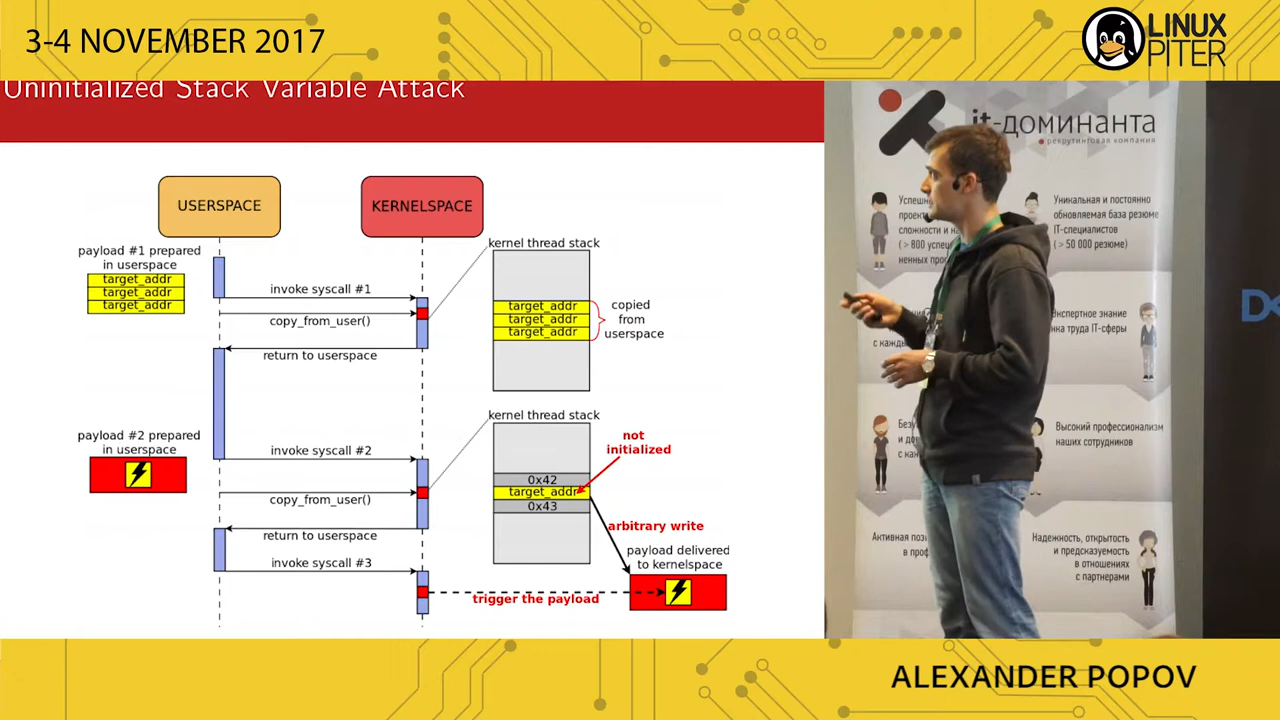 3-4 NOVEMBER 2017
LINUX
PITER
Uninitialized Stack Variable Attack
USERSPACE
KERNELSPACE
payload #1 prepared
in userspace
target_addr
target_addr
target_addr
invoke syscall #1
copy_from_user()
return to userspace
kernel thread stack
target_addr
target_addr
target_addr
copied
from
userspace
payload #2 prepared
in userspace
invoke syscall #2
copy_from_user()
return to userspace
invoke syscall #3
kernel thread stack
not
initialized
0x42
target_addr
0x43
arbitrary write
payload delivered
to kernelspace
trigger the payload
it-доминанта
рекрутинговая компания
сложности и
( > 800
Уникальная и постоянно
обновляемая база резюме
IT-специалистов
( > 50 000 резюме)
Экспертное знание
труда IT-сферы
с
Высокий профессионализм
наших сотрудников
Активная
в
Надежность, открытость
и предсказуемость
в отношениях
с партнерами
ALEXANDER POPOV